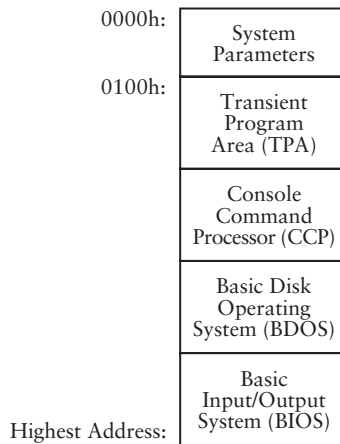 0000h:
System
Parameters
0100h:
Transient
Program
Area (TPA)
Console
Command
Processor (CCP)
Basic Disk
Operating
System (BDOS)
Basic
Input/Output
System (BIOS)
Highest Address: